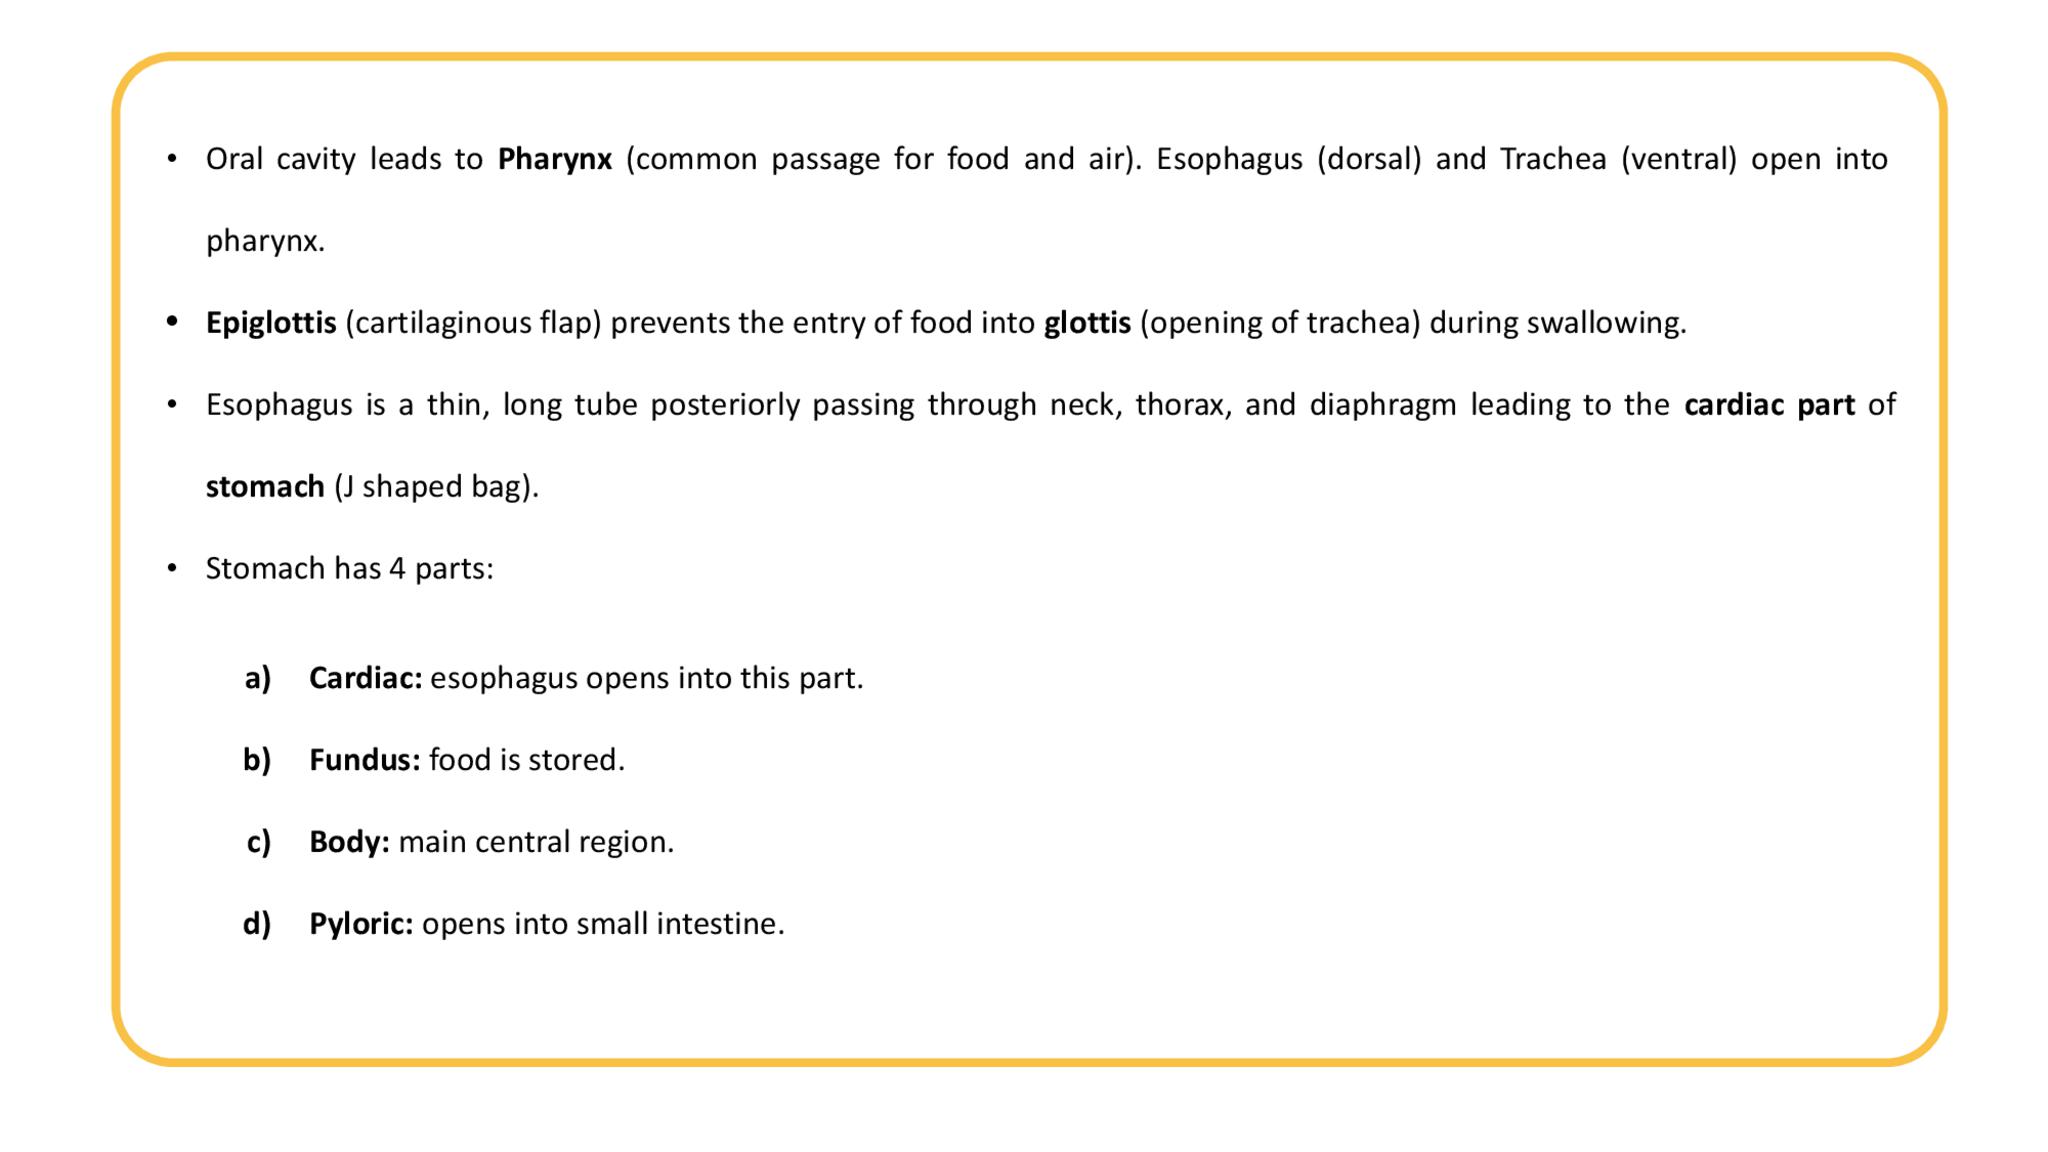 • Oral cavity leads to Pharynx (common passage for food and air). Esophagus (dorsal) and Trachea (ventral) open into
pharynx.
• Epiglottis (cartilaginous flap) prevents the entry of food into glottis (opening of trachea) during swallowing.
• Esophagus is a thin, long tube posteriorly passing through neck, thorax, and diaphragm leading to the cardiac part of
stomach (J shaped bag).
• Stomach has 4 parts:
a) Cardiac: esophagus opens into this part.
b) Fundus: food is stored.
c) Body: main central region.
d) Pyloric: opens into small intestine.